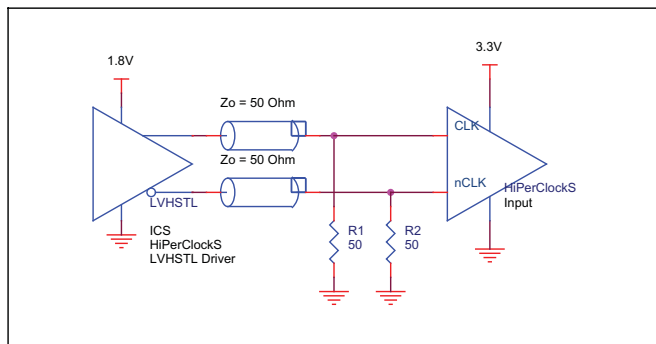 1.8V
3.3V
Zo = 50 Ohm
CLK
Zo = 50 Ohm
nCLK
HiPerClockS
Input
LVHSTL
ICS
HiPerClockS
LVHSTL Driver
R1
50
R2
50